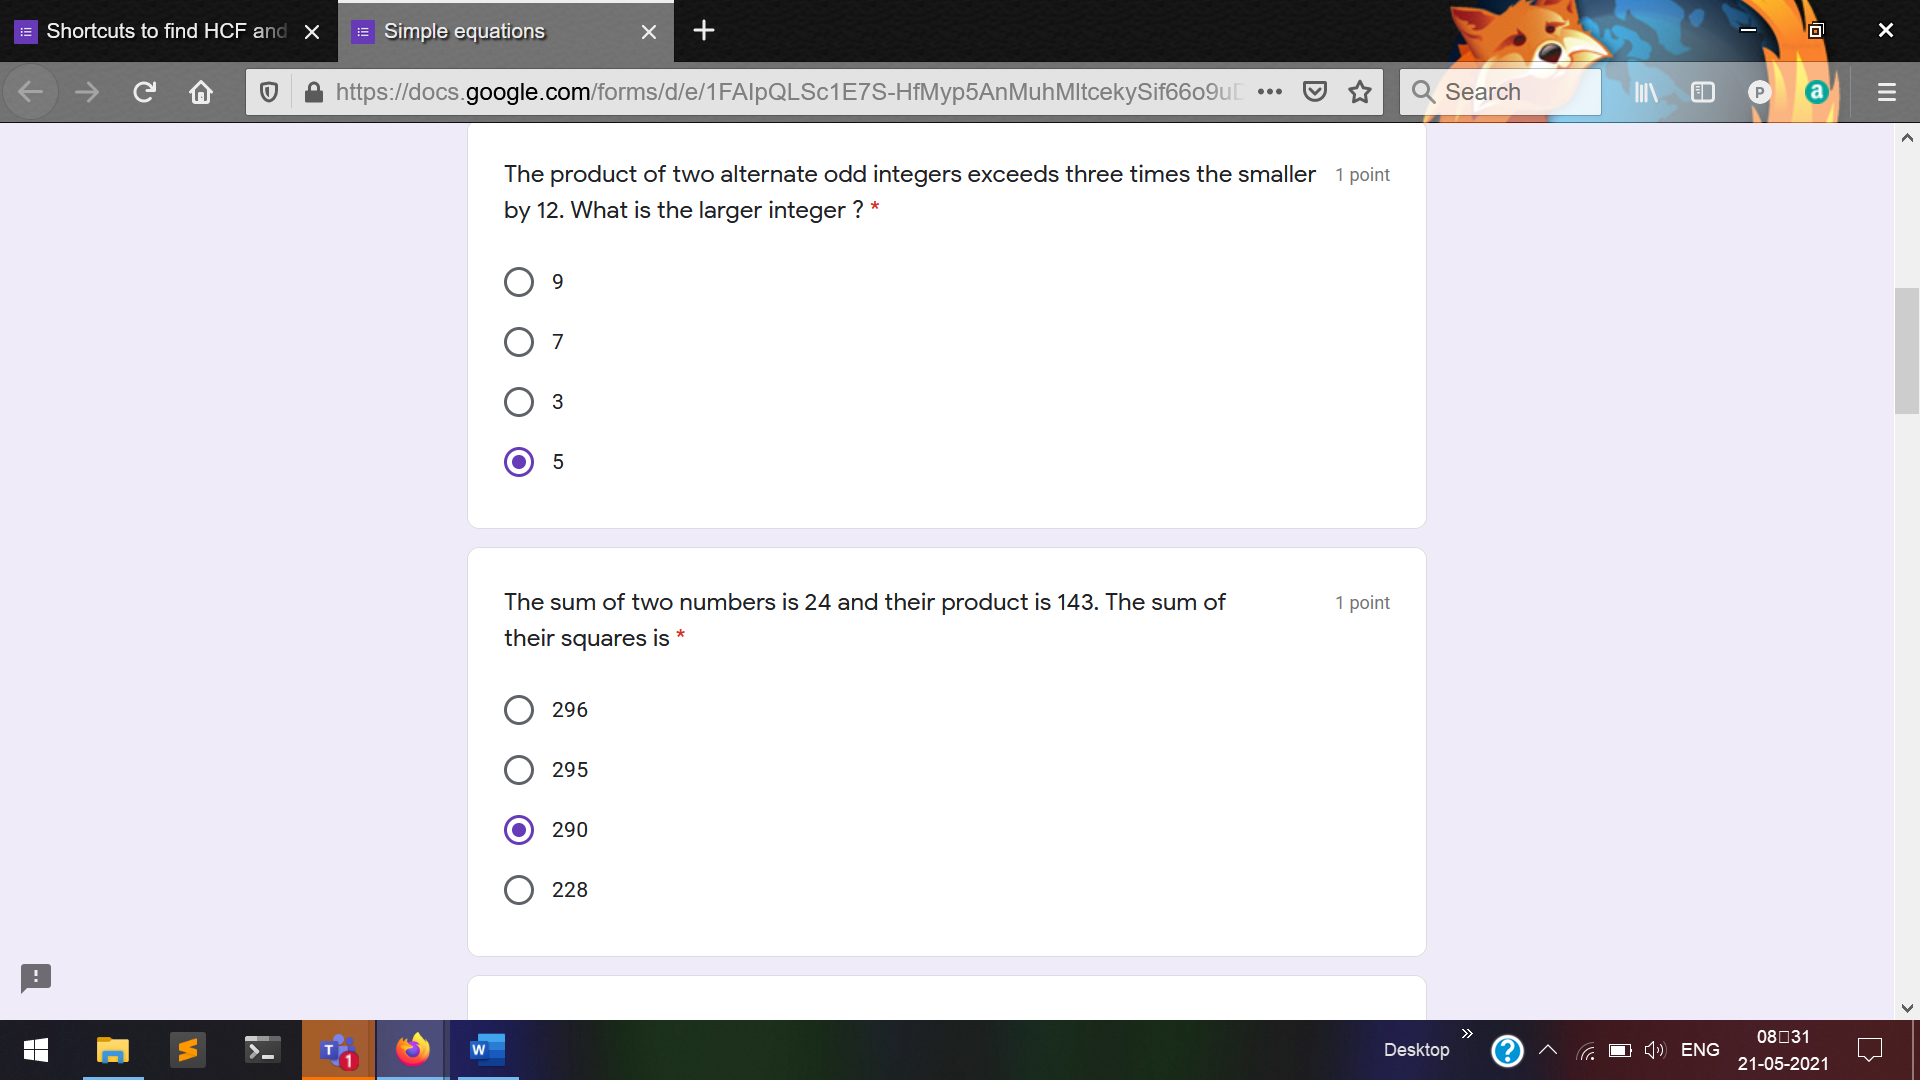 Shortcuts to find HCF and
Simple equations
https://docs.google.com/forms/d/e/1FAIpQLSc1E7S-HfMyp5AnMuhMltcekySif66o9uD
Search
The product of two alternate odd integers exceeds three times the smaller 1 point
by 12. What is the larger integer ? *
9
7
3
5
The sum of two numbers is 24 and their product is 143. The sum of 1 point
their squares is *
296
295
290
228
Desktop
ENG
08:31
21-05-2021